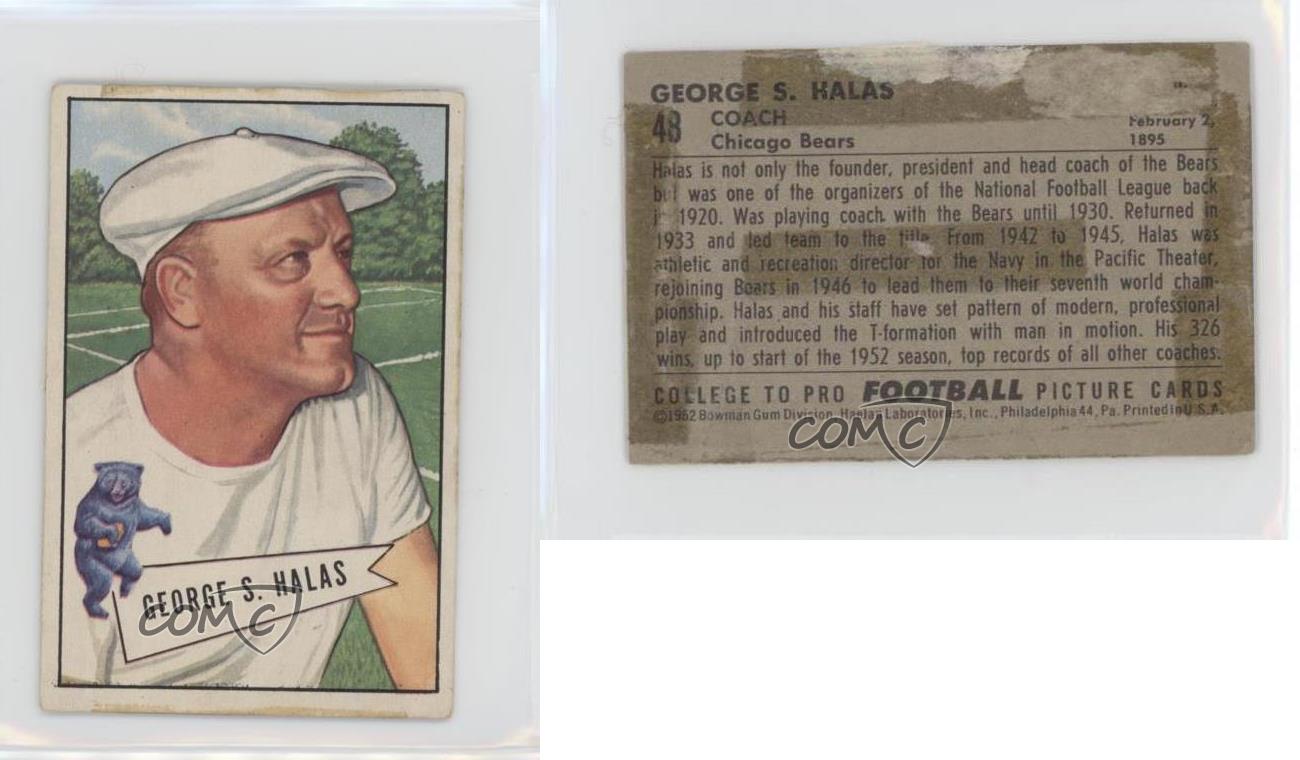 GEORGE S. HALAS
COMC
GEORGE S. HALAS
48
COACH
Chicago Bears
February 2,
1895
Halas is not only the founder, president and head coach of the Bears
but was one of the organizers of the National Football League back
in 1920. Was playing coach with the Bears until 1930. Returned in
1933 and led team to the title. From 1942 to 1945, Halas was
athletic and recreation director for the Navy in the Pacific Theater,
rejoining Bears in 1946 to lead them to their seventh world cham-
pionship. Halas and his staff have set pattern of modern, professional
play and introduced the T-formation with man in motion. His 326
wins, up to start of the 1952 season, top records of all other coaches.
COLLEGE TO PRO FOOTBALL PICTURE CARDS
©1952 Bowman Gum Division, Haelan Laboratories, Inc., Philadelphia 44, Pa. Printed in U.S.A.
COMC